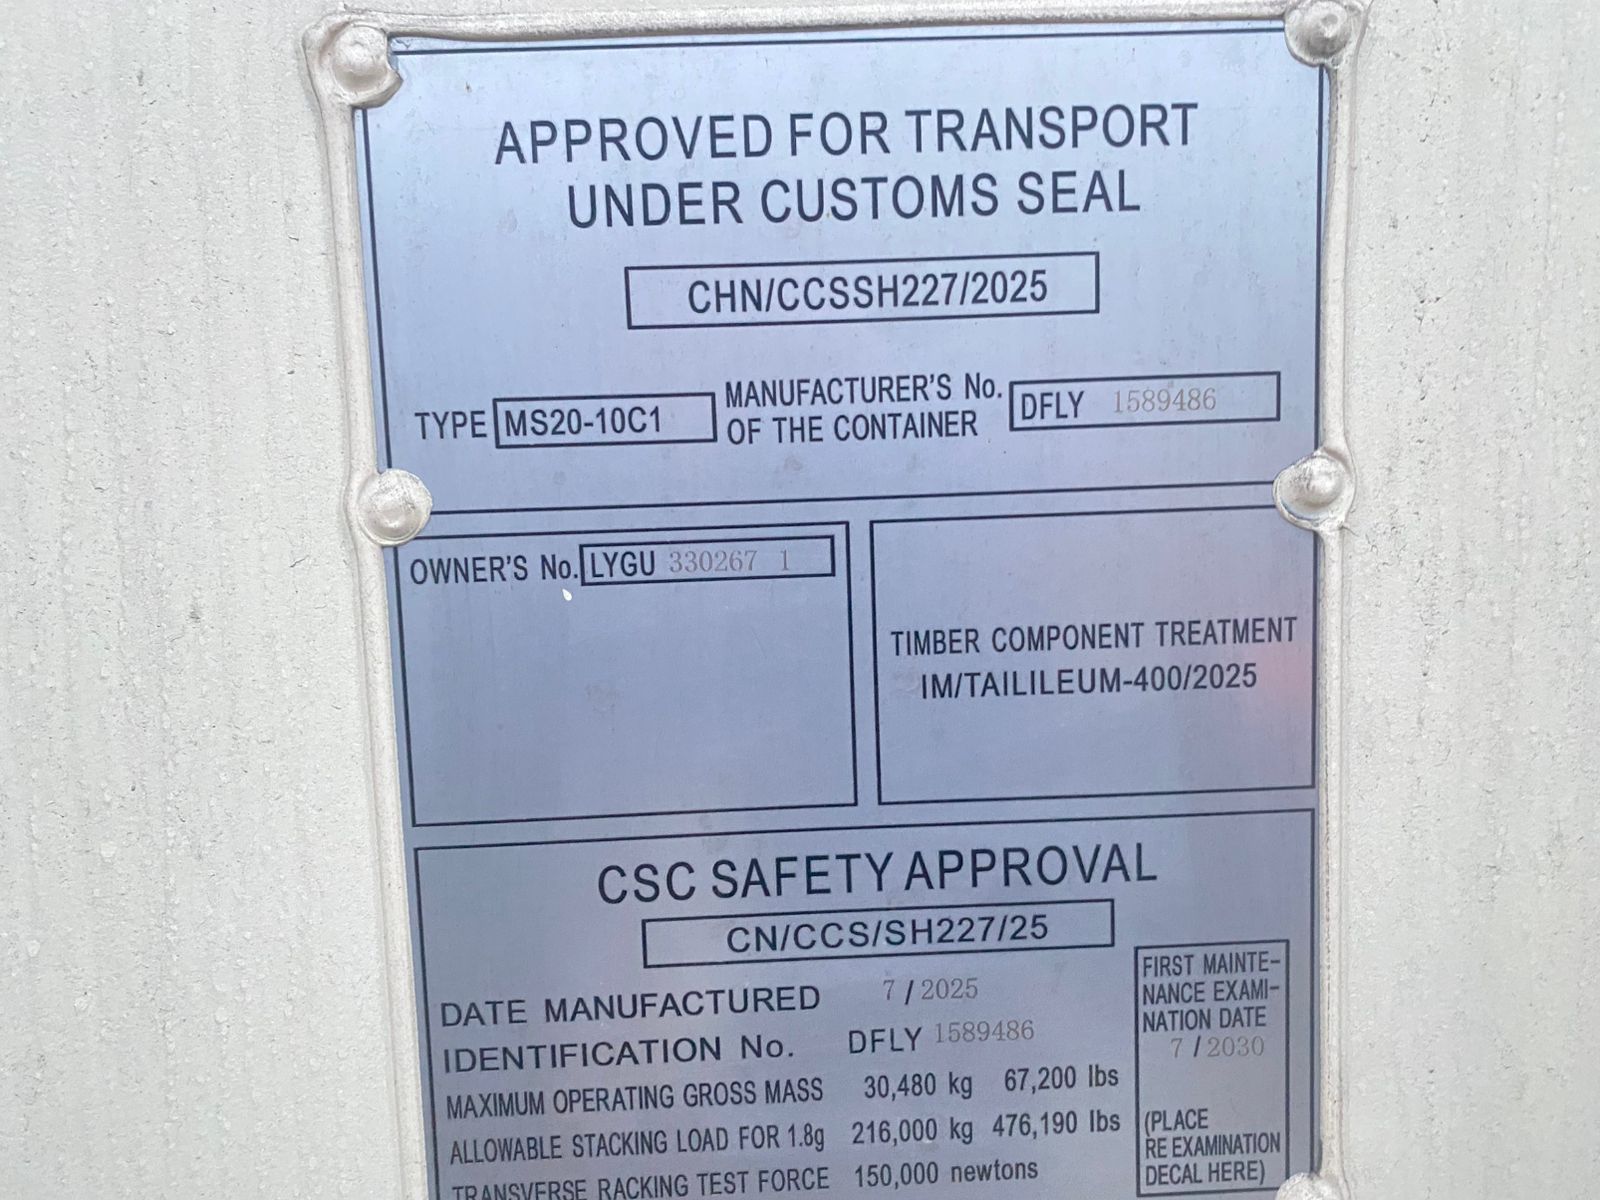 APPROVED FOR TRANSPORT
UNDER CUSTOMS SEAL
CHN/CCSSH227/2025
TYPE MS20-10C1 MANUFACTURER'S No. OF THE CONTAINER DFLY 1589486
OWNER'S No. LYGU 330267 1
TIMBER COMPONENT TREATMENT
IM/TAILILEUM-400/2025
CSC SAFETY APPROVAL
CN/CCS/SH227/25
DATE MANUFACTURED 7 / 2025
IDENTIFICATION No. DFLY 1589486
MAXIMUM OPERATING GROSS MASS 30,480 kg 67,200 lbs
ALLOWABLE STACKING LOAD FOR 1.8g 216,000 kg 476,190 lbs
TRANSVERSE RACKING TEST FORCE 150,000 newtons
FIRST MAINTE-
NANCE EXAMI-
NATION DATE
7 / 2030
(PLACE
RE EXAMINATION
DECAL HERE)